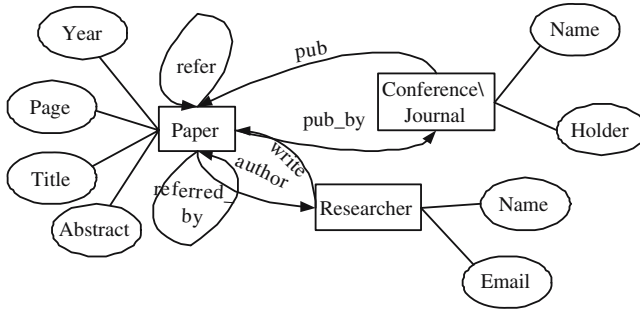 Year
refer
pub
Name
Page
Conference\
Journal
Paper
pub_by
Holder
write
Title
author
referred_
by
Abstract
Researcher
Name
Email